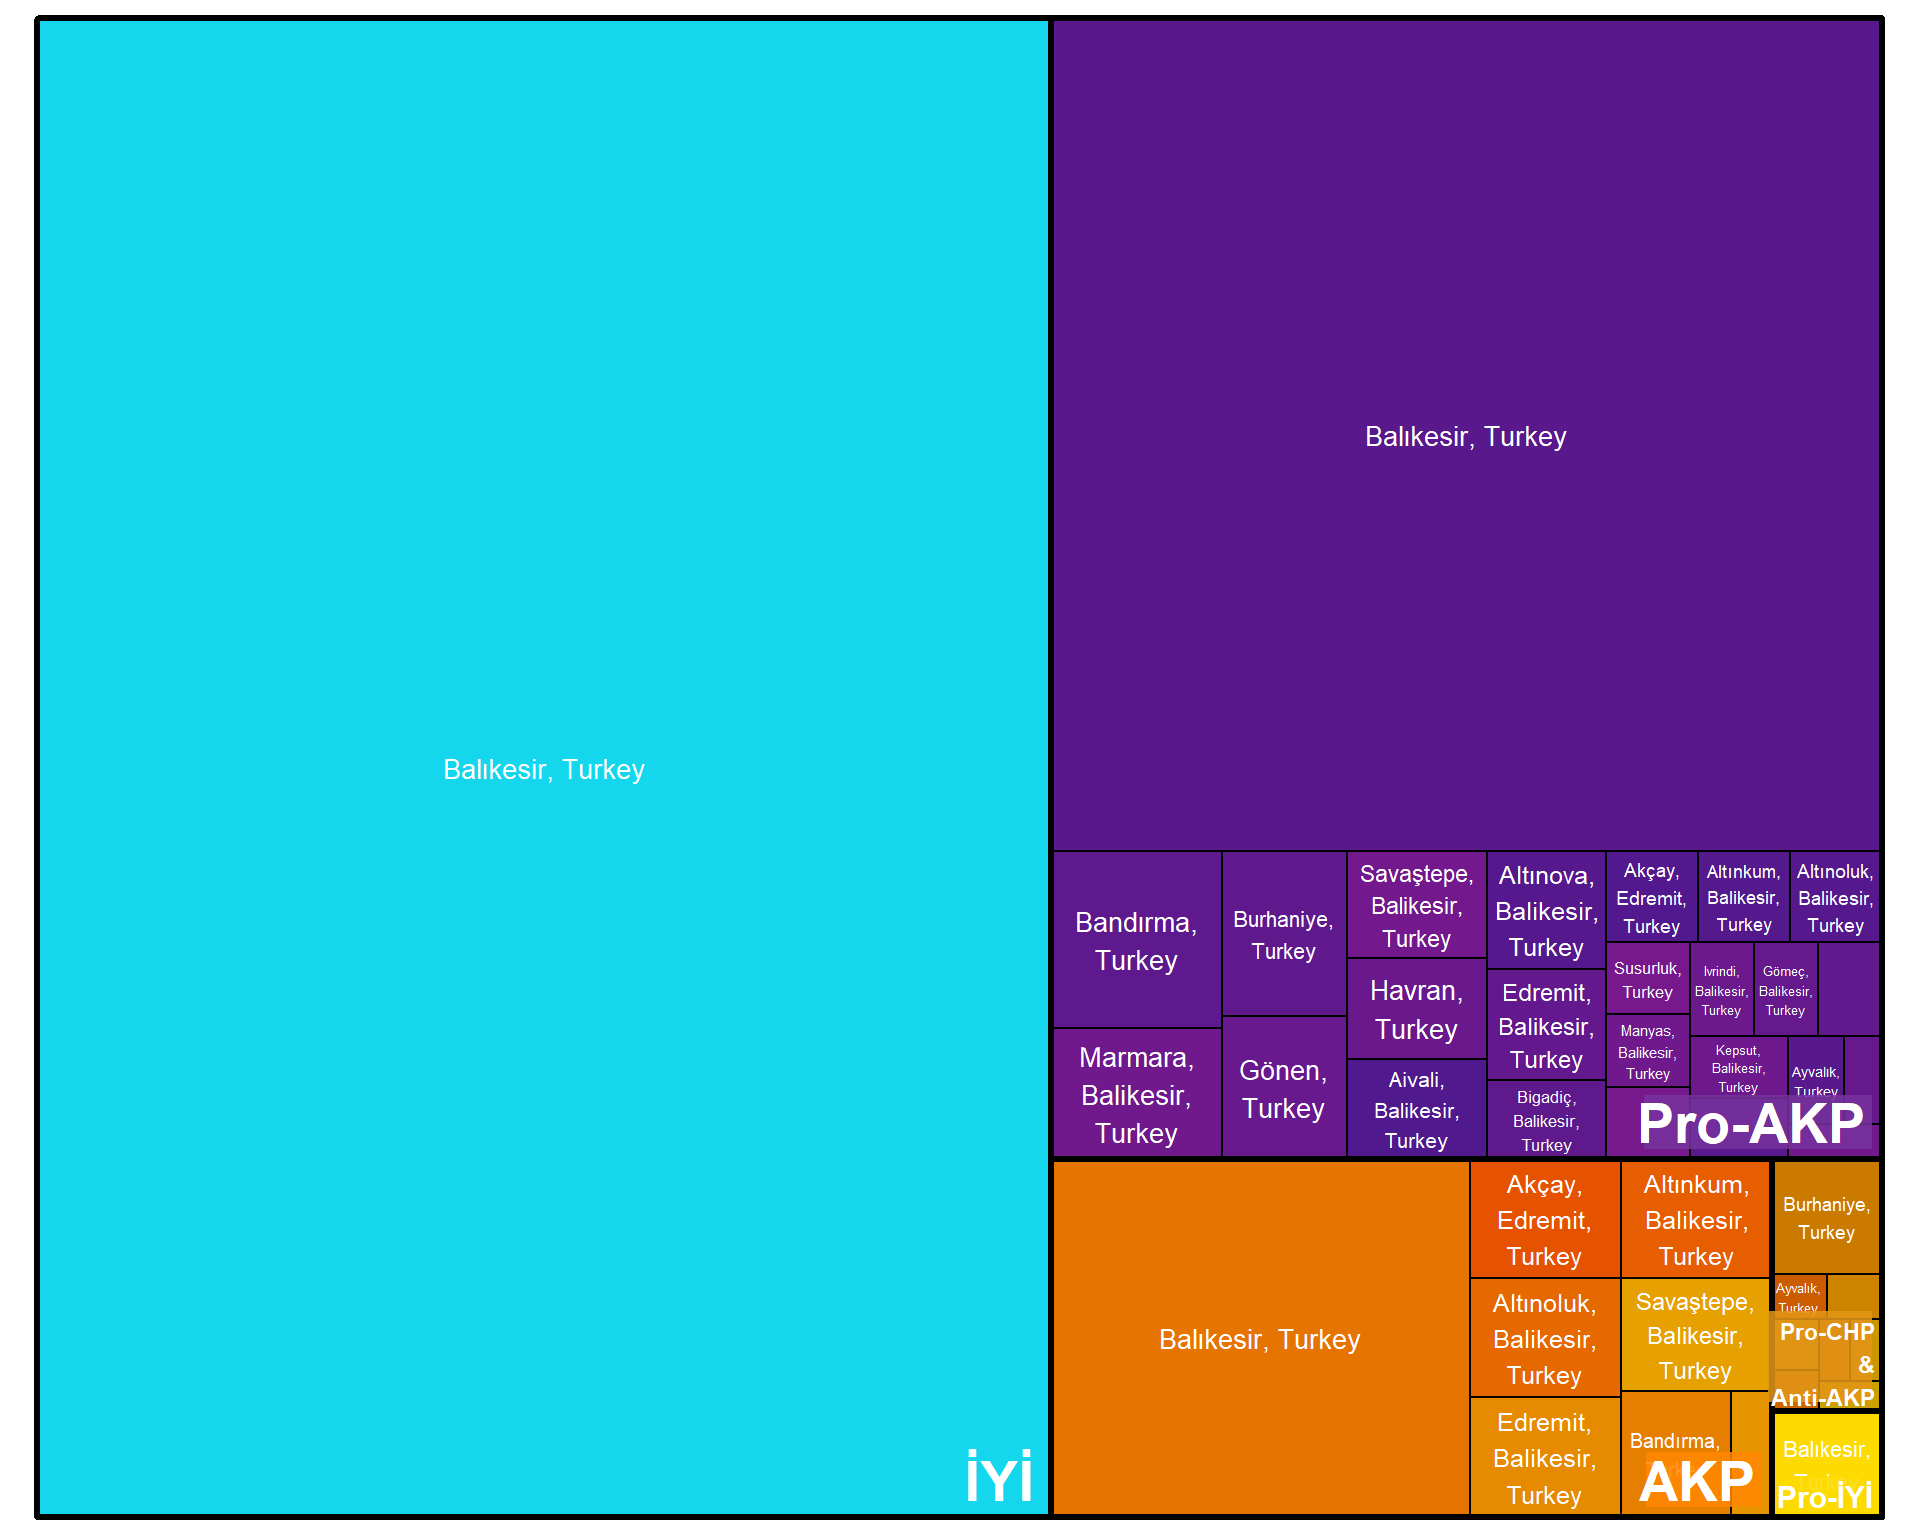 Balıkesir, Turkey
İYİ
Balıkesir, Turkey
Bandırma,
Turkey
Marmara,
Balikesir,
Turkey
Burhaniye,
Turkey
Gönen,
Turkey
Savaştepe,
Balikesir,
Turkey
Havran,
Turkey
Aivali,
Balikesir,
Turkey
Altınova,
Balikesir,
Turkey
Edremit,
Balikesir,
Turkey
Bigadiç,
Balikesir,
Turkey
Akçay,
Edremit,
Turkey
Altınkum,
Balikesir,
Turkey
Altınoluk,
Balikesir,
Turkey
Susurluk,
Turkey
Manyas,
Balikesir,
Turkey
Ivrindi,
Balikesir,
Turkey
Gömeç,
Balikesir,
Turkey
Kepsut,
Balikesir,
Turkey
Ayvalık,
Turkey
Pro-AKP
Balıkesir, Turkey
Akçay,
Edremit,
Turkey
Altınoluk,
Balikesir,
Turkey
Edremit,
Balikesir,
Turkey
Altınkum,
Balikesir,
Turkey
Savaştepe,
Balikesir,
Turkey
Bandırma,
AKP
Burhaniye,
Turkey
Ayvalık,
Turkey
Pro-CHP
&
Anti-AKP
Balıkesir,
Turkey
Pro-İYİ